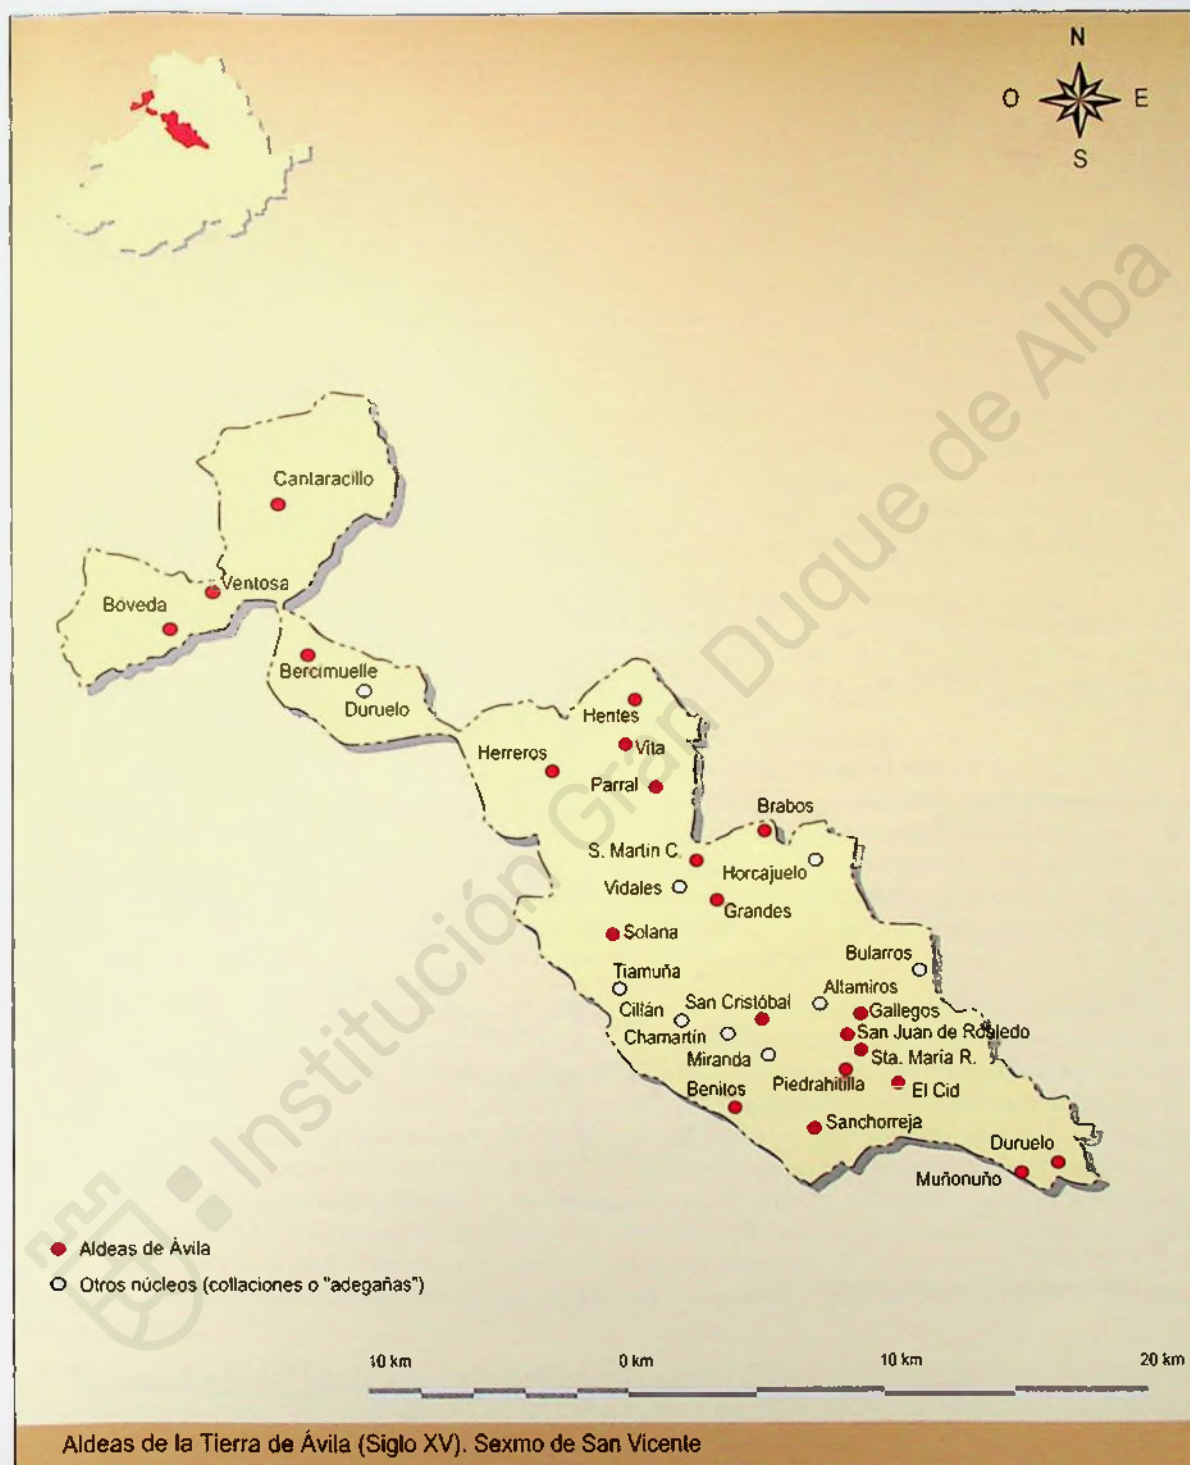 N
O E
S
Cantaracillo
Ventosa
Bóveda
Bercimuelle
Duruelo
Hentes
Vita
Herreros
Parral
Brabos
S. Martin C.
Horcajuelo
Vidales
Grandes
Solana
Bularros
Tiamuña
Altamiros
Cillán
San Cristóbal
Gallegos
Chamartín
San Juan de Robledo
Miranda
Sta. María R.
Piedrahitilla
El Cid
Benitos
Sanchorreja
Duruelo
Muñonuño
Institución Gran Duque de Alba
Aldeas de Ávila
Otros núcleos (collaciones o "adegañas")
10 km 0 km 10 km 20 km
Aldeas de la Tierra de Ávila (Siglo XV). Sexmo de San Vicente